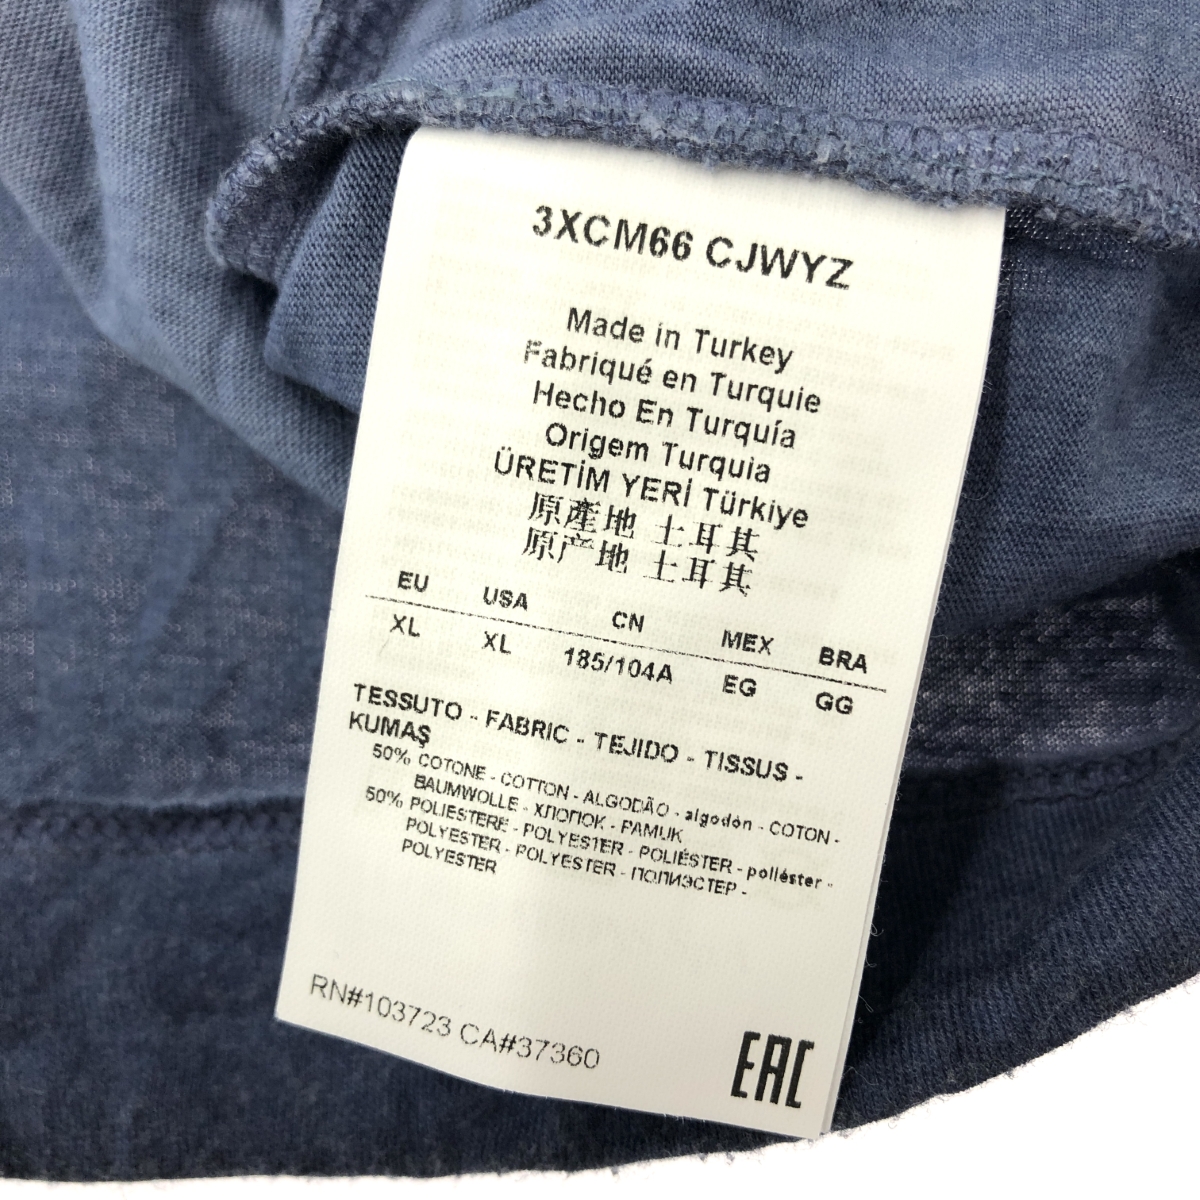 3XCM66 CJWYZ
Made in Turkey
Fabriqué en Turquie
Hecho En Turquía
Origem Turquia
ÜRETİM YERİ Türkiye
原產地 土耳其
原产地 土耳其
EU USA CN MEX BRA
XL XL 185/104A EG GG
TESSUTO - FABRIC - TEJIDO - TISSUS -
KUMAŞ
50% COTONE - COTTON - ALGODÃO - algodón - COTON -
BAUMWOLLE - ХЛОПОК - PAMUK
50% POLIESTERE - POLYESTER - POLIÉSTER - poliéster -
POLYESTER - POLYESTER - ПОЛИЭСТЕР -
POLYESTER
RN#103723 CA#37360
EAC